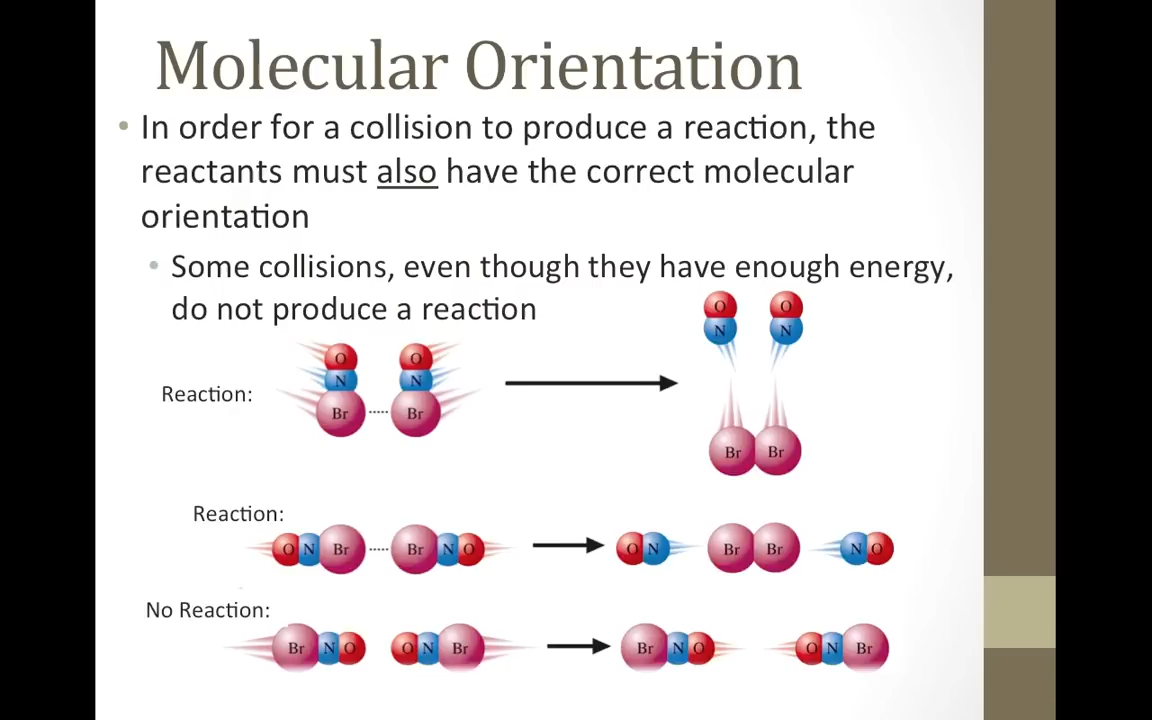 Molecular Orientation
• In order for a collision to produce a reaction, the
reactants must also have the correct molecular
orientation
• Some collisions, even though they have enough energy,
do not produce a reaction
O O
N N
O O
N N
Reaction:
Br Br
Br Br
Reaction:
O N Br Br N O O N Br Br N O
No Reaction:
Br N O O N Br Br N O O N Br